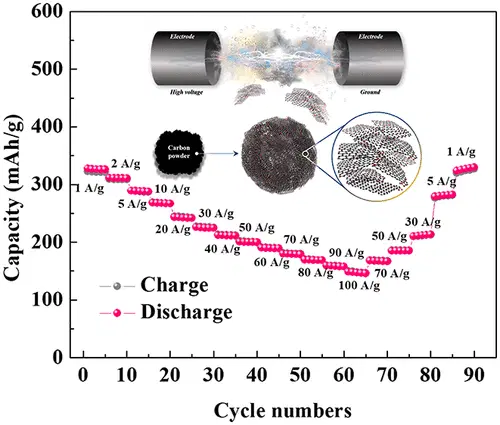 600
500
400
300
200
100
0
Capacity (mAh/g)
Electrode
Electrode
High voltage
Ground
Carbon
powder
1 A/g
2 A/g
5 A/g
10 A/g
20 A/g
30 A/g
40 A/g
50 A/g
60 A/g
70 A/g
80 A/g
90 A/g
100 A/g
70 A/g
50 A/g
30 A/g
5 A/g
1 A/g
Charge
Discharge
0 10 20 30 40 50 60 70 80 90
Cycle numbers